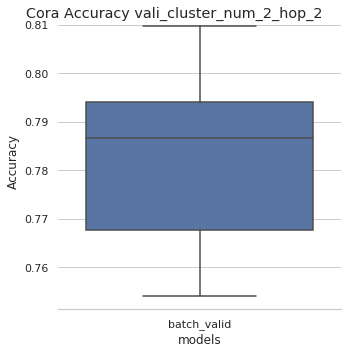 Cora Accuracy vali_cluster_num_2_hop_2
0.81
0.80
0.79
0.78
0.77
0.76
Accuracy
batch_valid
models